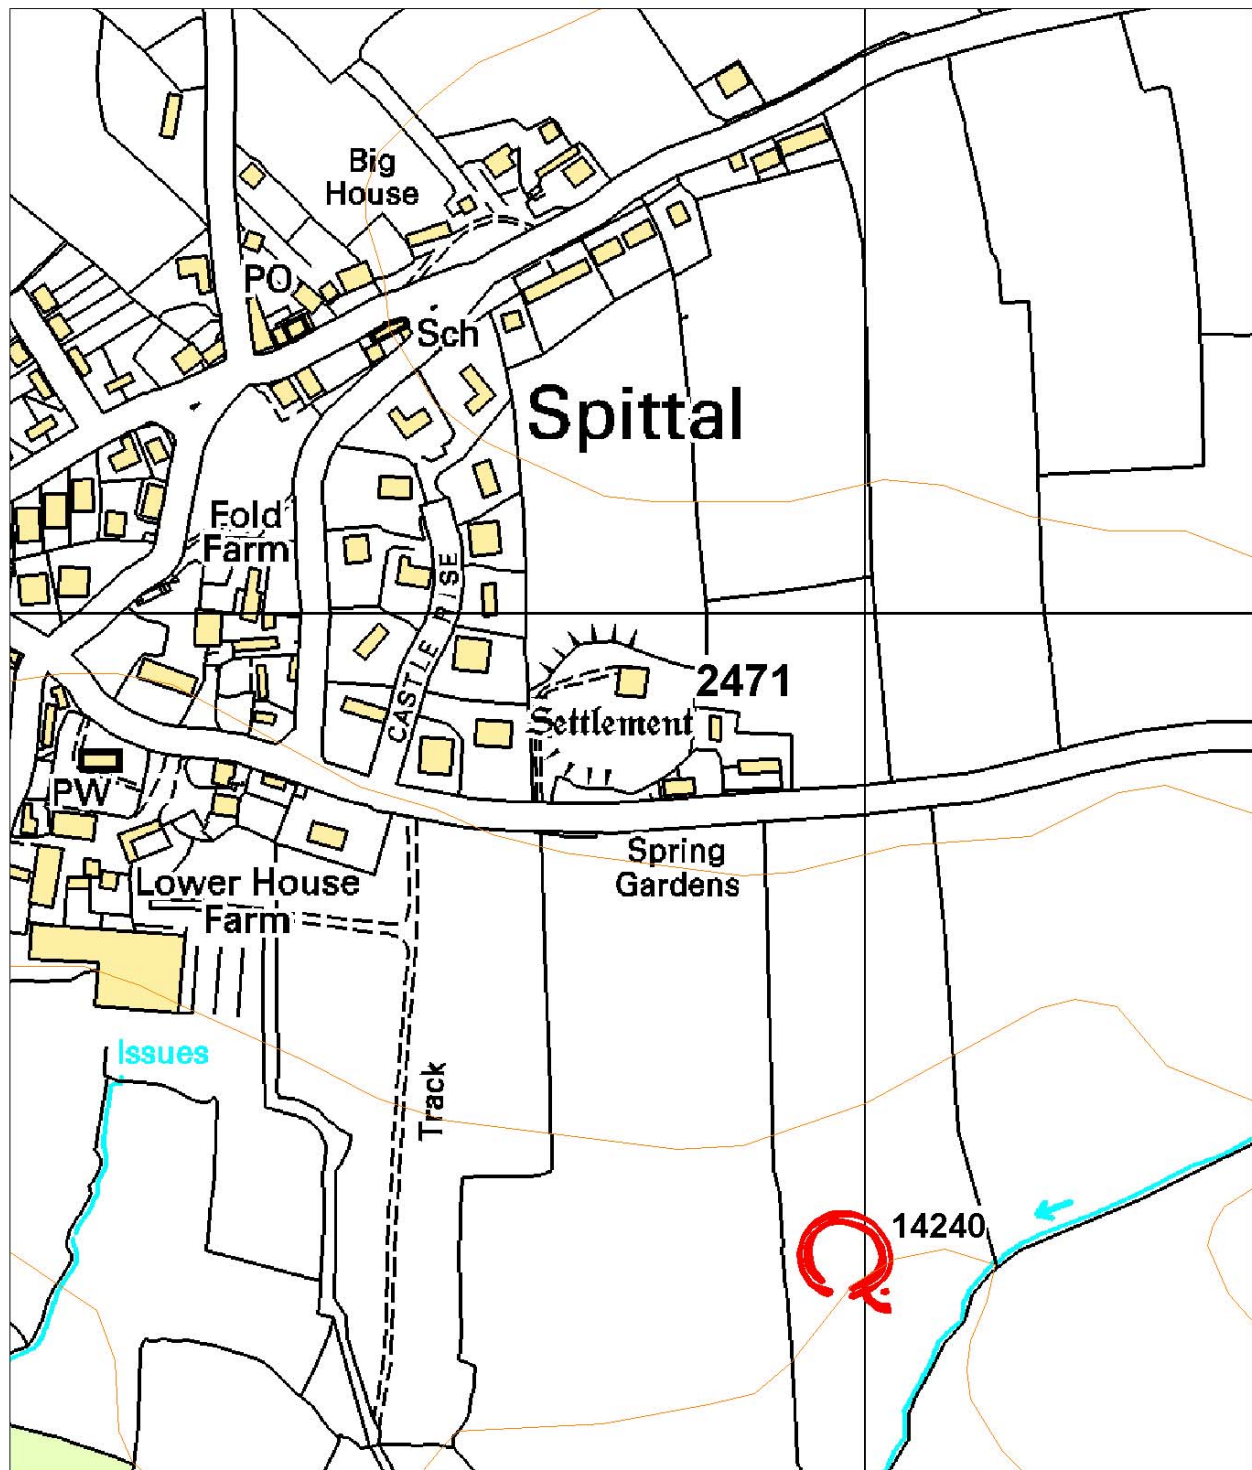 Big
House
PO
Sch
Spittal
Fold
Farm
CASTLE RISE
2471
Settlement
PW
Spring
Gardens
Lower House
Farm
Issues
Track
14240